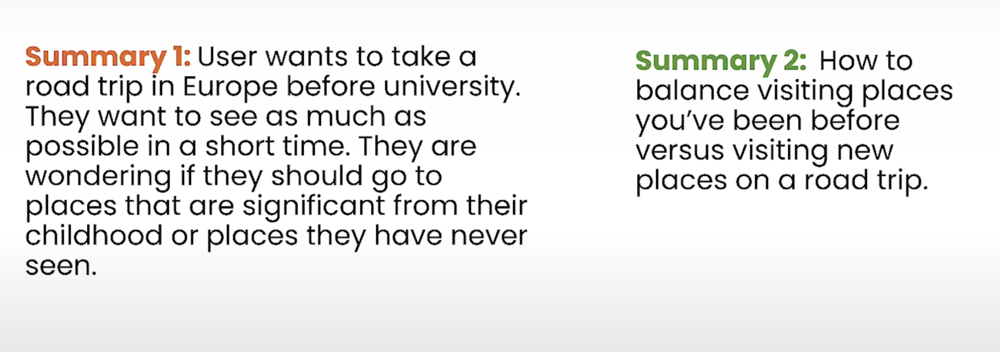 Summary 1: User wants to take a
road trip in Europe before university.
They want to see as much as
possible in a short time. They are
wondering if they should go to
places that are significant from their
childhood or places they have never
seen.
Summary 2: How to
balance visiting places
you’ve been before
versus visiting new
places on a road trip.